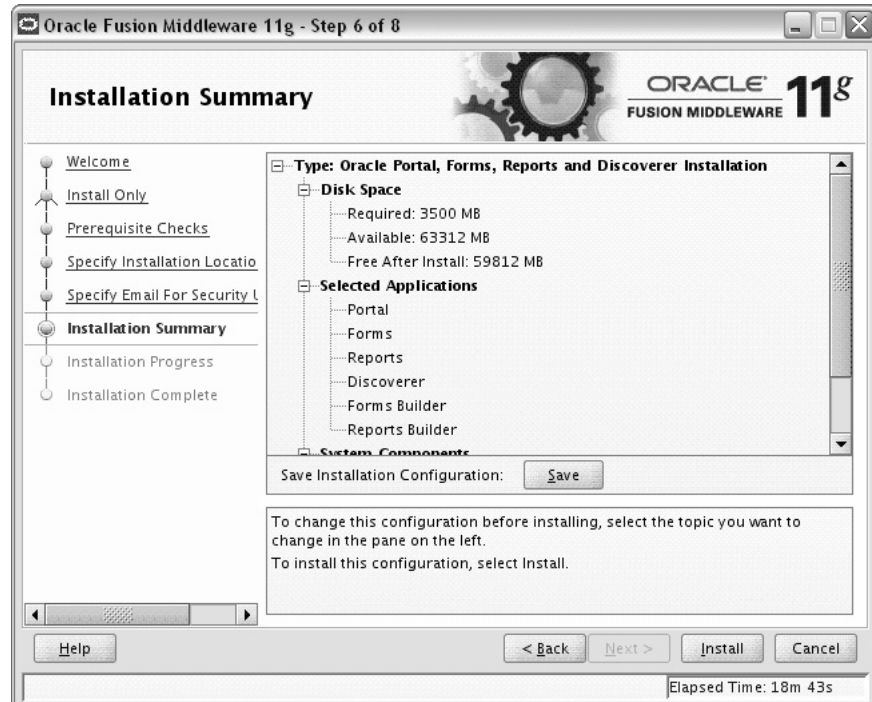 Oracle Fusion Middleware 11g - Step 6 of 8
Installation Summary
ORACLE
FUSION MIDDLEWARE
11g
Welcome
Install Only
Prerequisite Checks
Specify Installation Locatio
Specify Email For Security U
Installation Summary
Installation Progress
Installation Complete
Type: Oracle Portal, Forms, Reports and Discoverer Installation
Disk Space
Required: 3500 MB
Available: 63312 MB
Free After Install: 59812 MB
Selected Applications
Portal
Forms
Reports
Discoverer
Forms Builder
Reports Builder
System Components
Save Installation Configuration: Save
To change this configuration before installing, select the topic you want to
change in the pane on the left.
To install this configuration, select Install.
Help < Back Next > Install Cancel
Elapsed Time: 18m 43s